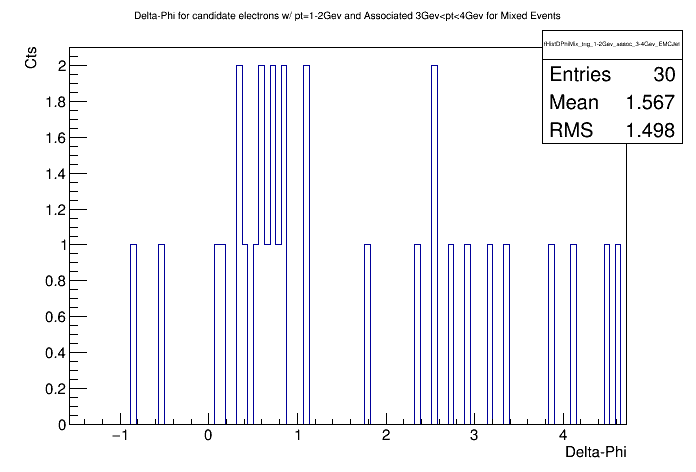 Delta-Phi for candidate electrons w/ pt=1-2Gev and Associated 3Gev<pt<4Gev for Mixed Events
Cts
fHistDPhiMix_trig_1-2Gev_assoc_3-4Gev_EMCJet
Entries 30
Mean 1.567
RMS 1.498
2
1.8
1.6
1.4
1.2
1
0.8
0.6
0.4
0.2
0
−1 0 1 2 3 4
Delta-Phi